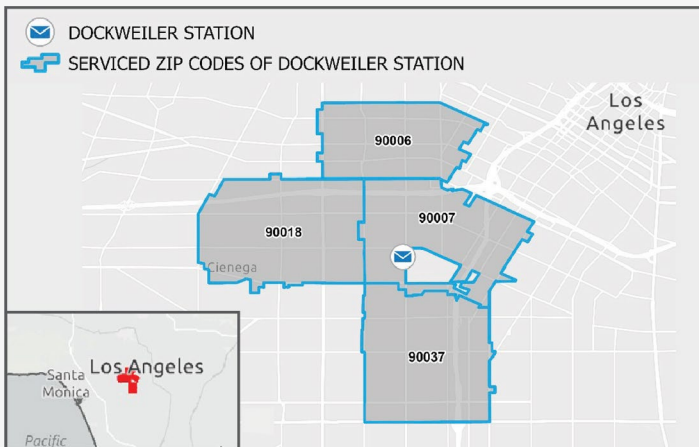 DOCKWEILER STATION
SERVICED ZIP CODES OF DOCKWEILER STATION
Los
Angeles
90006
90007
90018
Cienega
90037
Los Angeles
Santa
Monica
Pacific